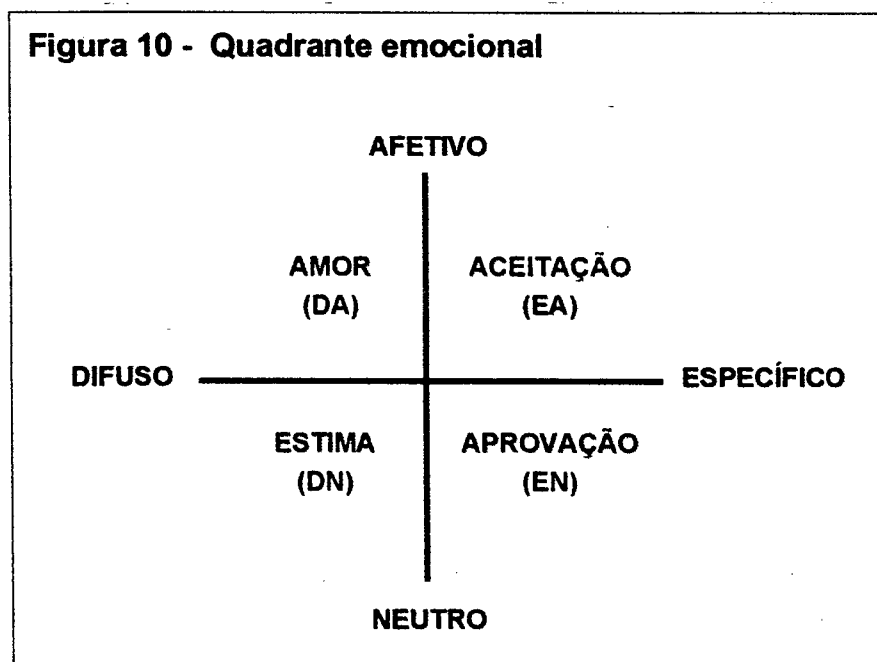 Figura 10 - Quadrante emocional
AFETIVO
AMOR ACEITAÇÃO
(DA) (EA)
DIFUSO ESPECÍFICO
ESTIMA APROVAÇÃO
(DN) (EN)
NEUTRO